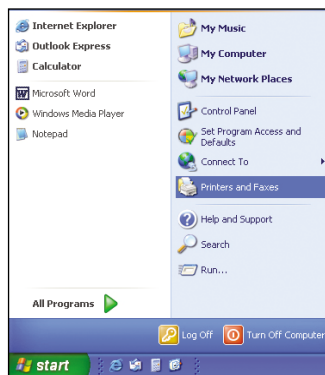 Internet Explorer
Outlook Express
Calculator
Microsoft Word
Windows Media Player
Notepad
All Programs
My Music
My Computer
My Network Places
Control Panel
Set Program Access and
Defaults
Connect To
Printers and Faxes
Help and Support
Search
Run...
Log Off
Turn Off Computer
start